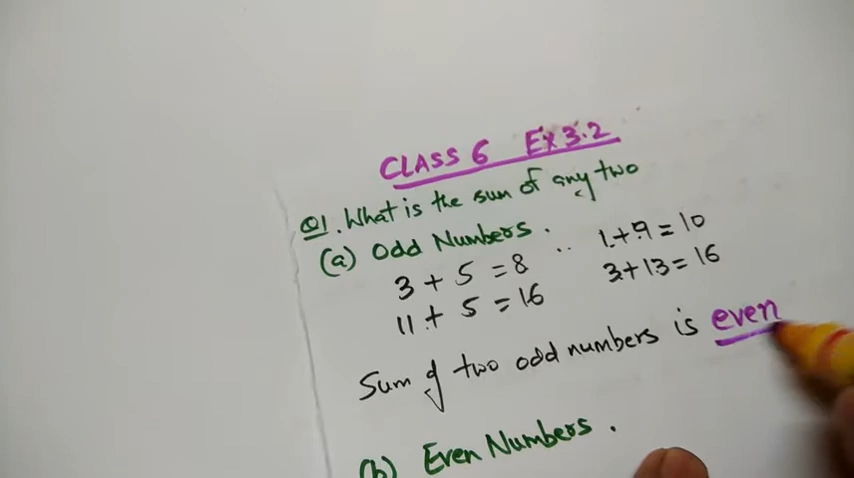 CLASS 6 Ex 3.2
Q1. What is the sum of any two
(a) Odd Numbers.
3 + 5 = 8 1 + 9 = 10
11 + 5 = 16 3 + 13 = 16
Sum of two odd numbers is even
(b) Even Numbers.